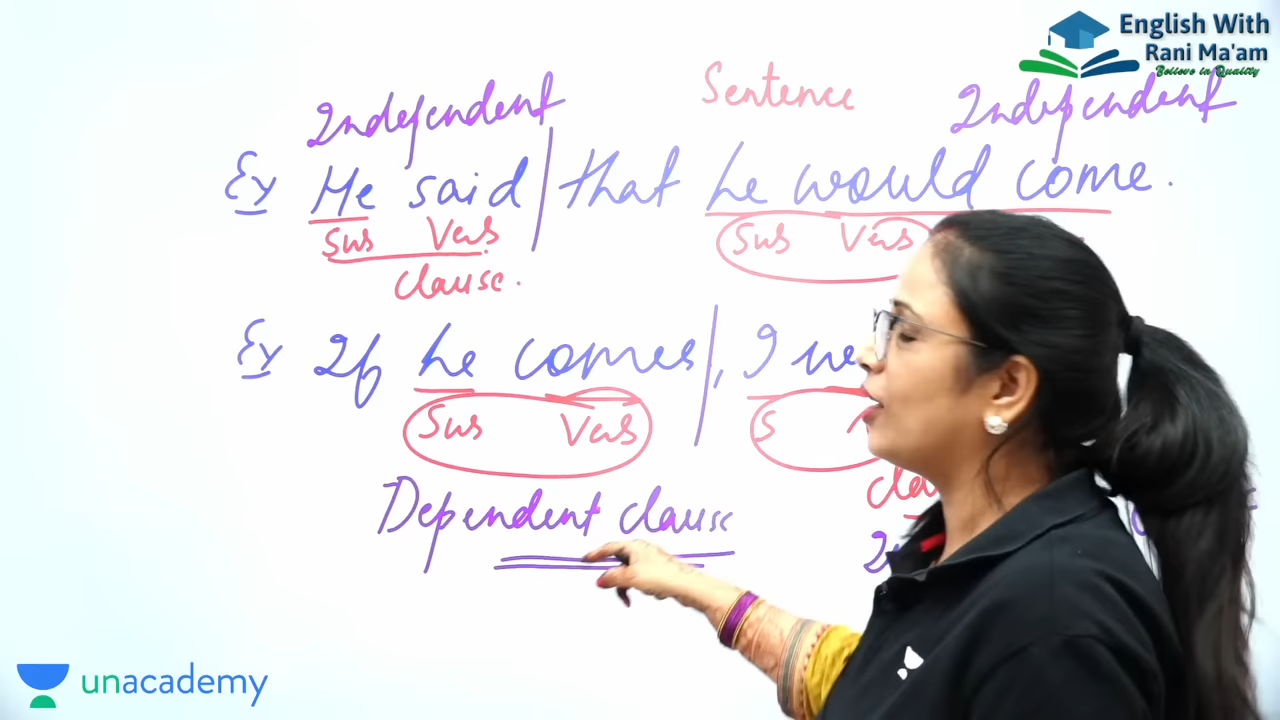 English With
Rani Ma'am
Believe in Quality
Sentence
Independent Independent
Ex He said / that he would come.
Sub Verb Sub Verb
Clause.
Ex If he comes/, I
Sub Verb S
Dependent clause
unacademy